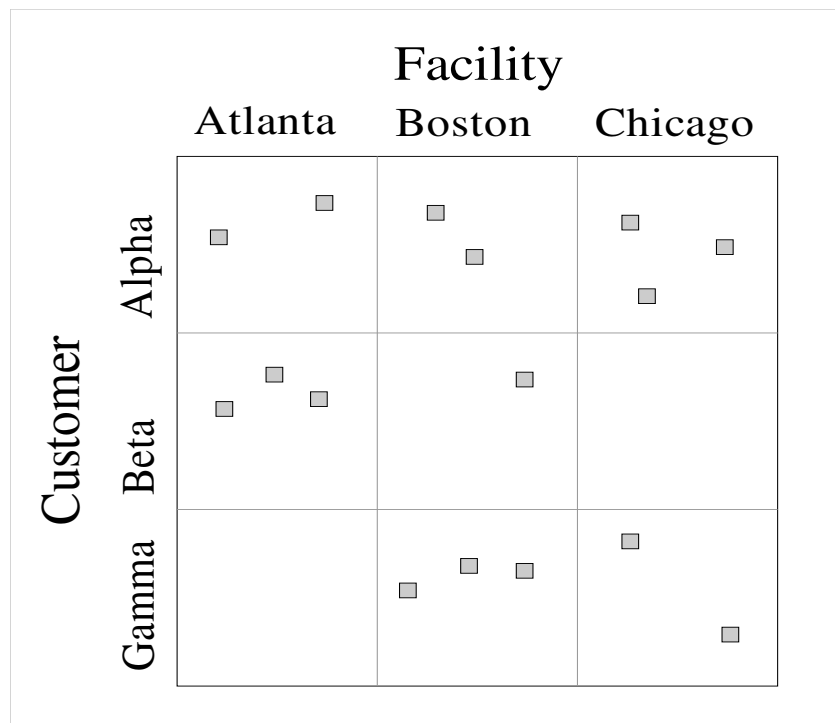 Facility
Atlanta Boston Chicago
Customer
Alpha
Beta
Gamma